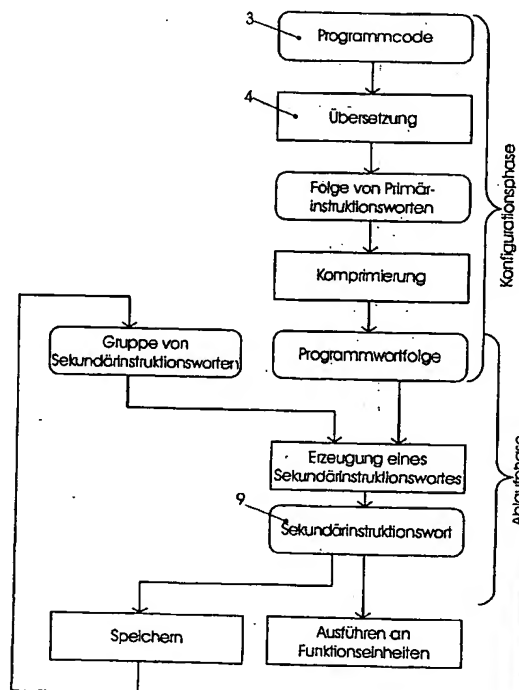 3
Programmcode
4
Übersetzung
Folge von Primär-
instruktionsworten
Komprimierung
Konfigurationsphase
Gruppe von
Sekundärinstruktionsworten
Programmwortfolge
Erzeugung eines
Sekundärinstruktionswortes
9
Sekundärinstruktionswort
Ablaufphase
Speichern
Ausführen an
Funktionseinheiten